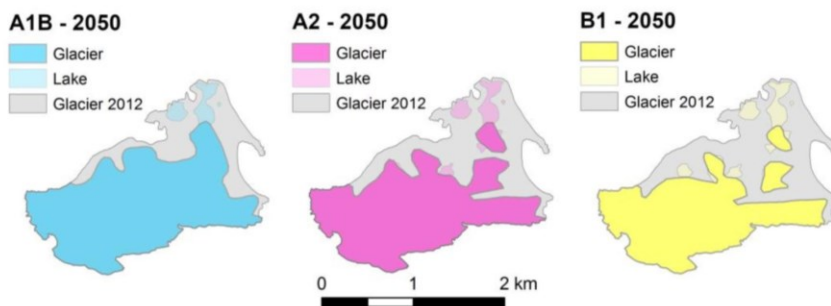 A1B - 2050
Glacier
Lake
Glacier 2012
A2 - 2050
Glacier
Lake
Glacier 2012
B1 - 2050
Glacier
Lake
Glacier 2012
0 1 2 km